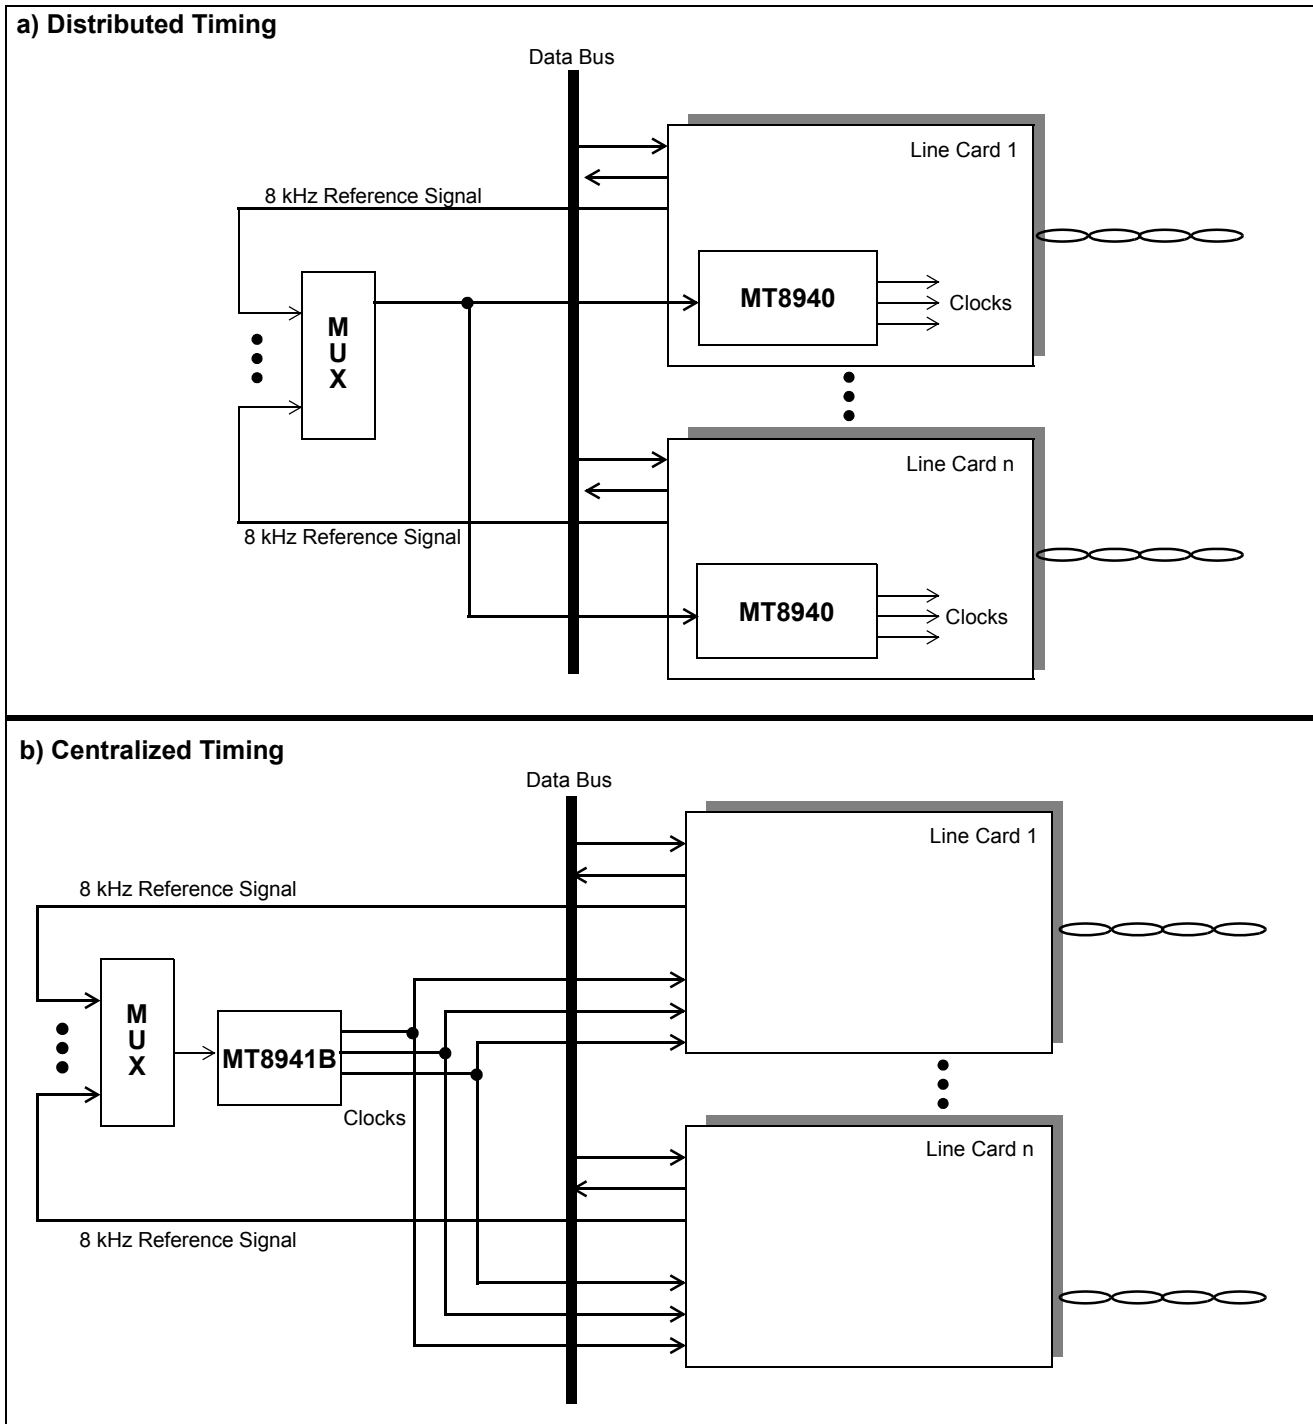 a) Distributed Timing
Data Bus
Line Card 1
8 kHz Reference Signal
MUX
MT8940
Clocks
Line Card n
8 kHz Reference Signal
MT8940
Clocks
b) Centralized Timing
Data Bus
Line Card 1
8 kHz Reference Signal
MUX
MT8941B
Clocks
Line Card n
8 kHz Reference Signal